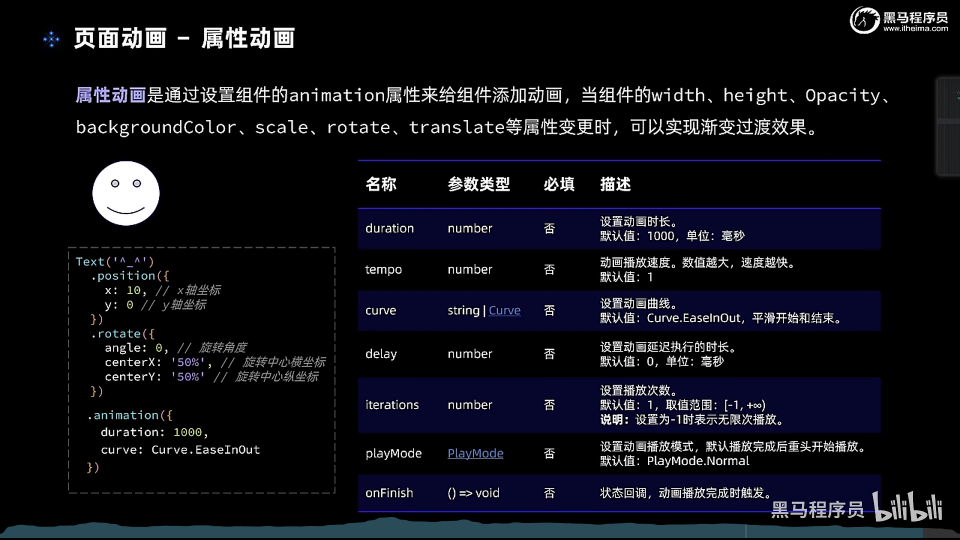 黑马程序员
www.itheima.com
页面动画 - 属性动画
属性动画是通过设置组件的animation属性来给组件添加动画，当组件的width、height、Opacity、
backgroundColor、scale、rotate、translate等属性变更时，可以实现渐变过渡效果。
Text('^_^')
.position({
x: 10, // x轴坐标
y: 0 // y轴坐标
})
.rotate({
angle: 0, // 旋转角度
centerX: '50%', // 旋转中心横坐标
centerY: '50%' // 旋转中心纵坐标
})
.animation({
duration: 1000,
curve: Curve.EaseInOut
})
名称 参数类型 必填 描述
duration number 否 设置动画时长。
默认值：1000，单位：毫秒
tempo number 否 动画播放速度。数值越大，速度越快。
默认值：1
curve string | Curve 否 设置动画曲线。
默认值：Curve.EaseInOut，平滑开始和结束。
delay number 否 设置动画延迟执行的时长。
默认值：0，单位：毫秒
iterations number 否 设置播放次数。
默认值：1，取值范围：[-1, +∞)
说明：设置为-1时表示无限次播放。
playMode PlayMode 否 设置动画播放模式，默认播放完成后重头开始播放。
默认值：PlayMode.Normal
onFinish () => void 否 状态回调，动画播放完成时触发。
黑马程序员 bilibili